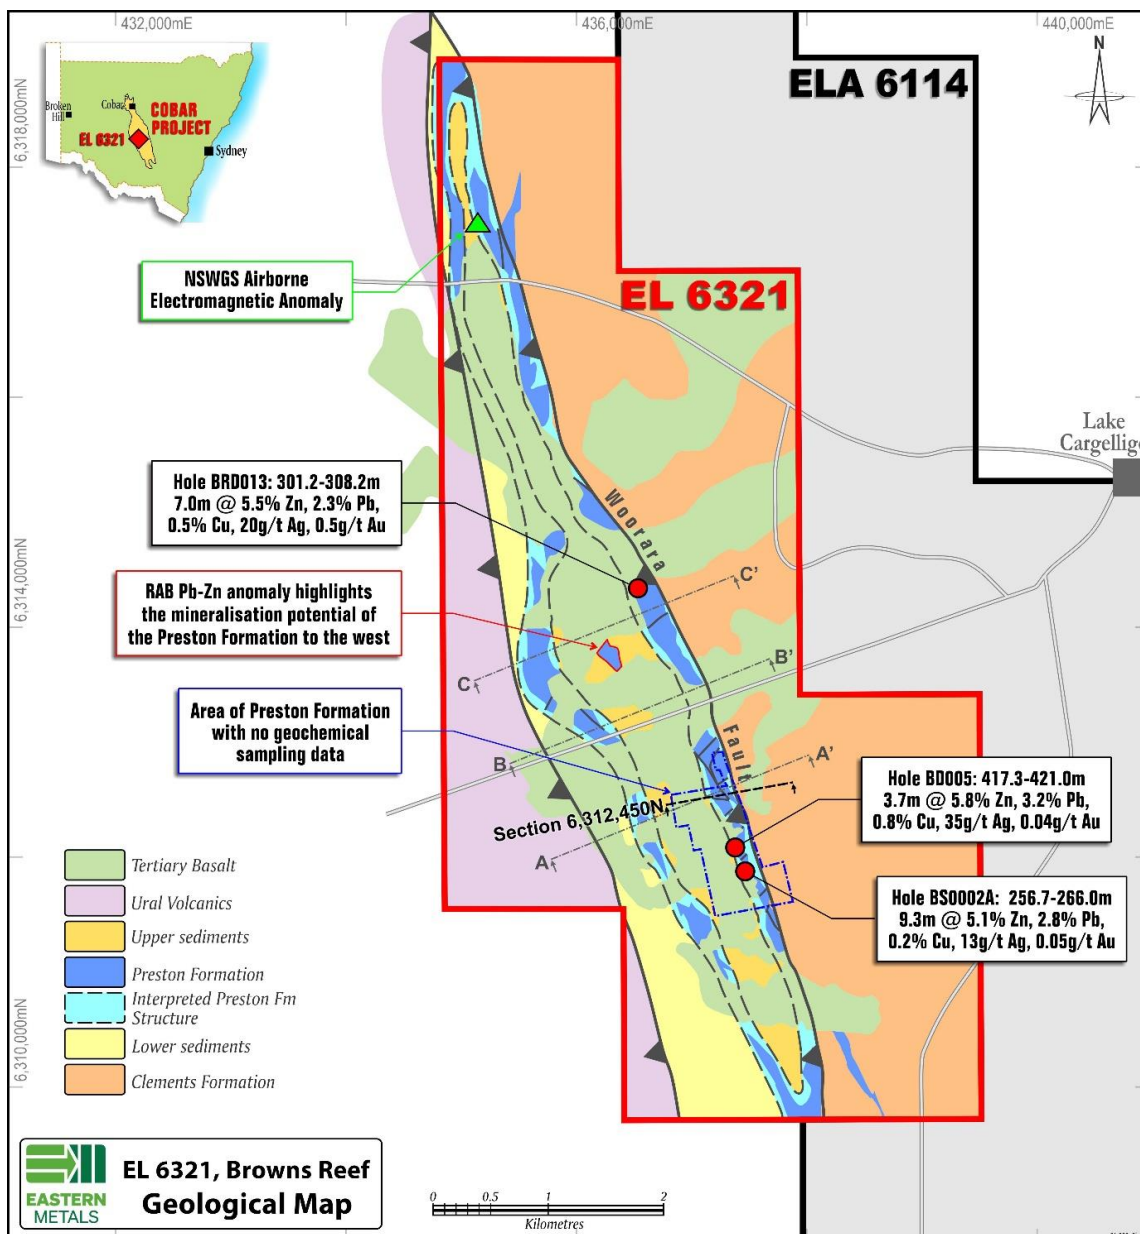 432,000mE
436,000mE
440,000mE
6,318,000mN
6,314,000mN
6,310,000mN
Broken
Hill
Cobar
COBAR
PROJECT
EL 6321
Sydney
ELA 6114
N
NSWGS Airborne
Electromagnetic Anomaly
EL 6321
Lake
Cargellig
Hole BRD013: 301.2-308.2m
7.0m @ 5.5% Zn, 2.3% Pb,
0.5% Cu, 20g/t Ag, 0.5g/t Au
Woorara
C'
RAB Pb-Zn anomaly highlights
the mineralisation potential of
the Preston Formation to the west
C
B'
Area of Preston Formation
with no geochemical
sampling data
B
Fault
A'
Section 6,312,450N
A
Hole BD005: 417.3-421.0m
3.7m @ 5.8% Zn, 3.2% Pb,
0.8% Cu, 35g/t Ag, 0.04g/t Au
Hole BS0002A: 256.7-266.0m
9.3m @ 5.1% Zn, 2.8% Pb,
0.2% Cu, 13g/t Ag, 0.05g/t Au
Tertiary Basalt
Ural Volcanics
Upper sediments
Preston Formation
Interpreted Preston Fm
Structure
Lower sediments
Clements Formation
EASTERN
METALS
EL 6321, Browns Reef
Geological Map
0 0.5 1 2
Kilometres